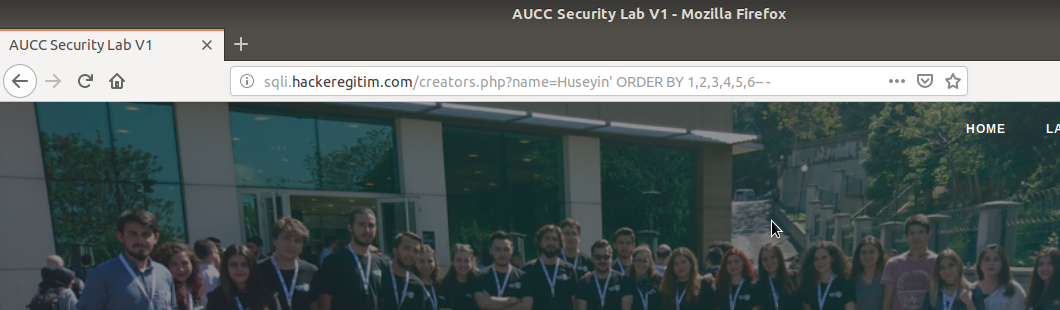 AUCC Security Lab V1 - Mozilla Firefox
AUCC Security Lab V1
sqli.hackeregitim.com/creators.php?name=Huseyin' ORDER BY 1,2,3,4,5,6-- -
HOME LA